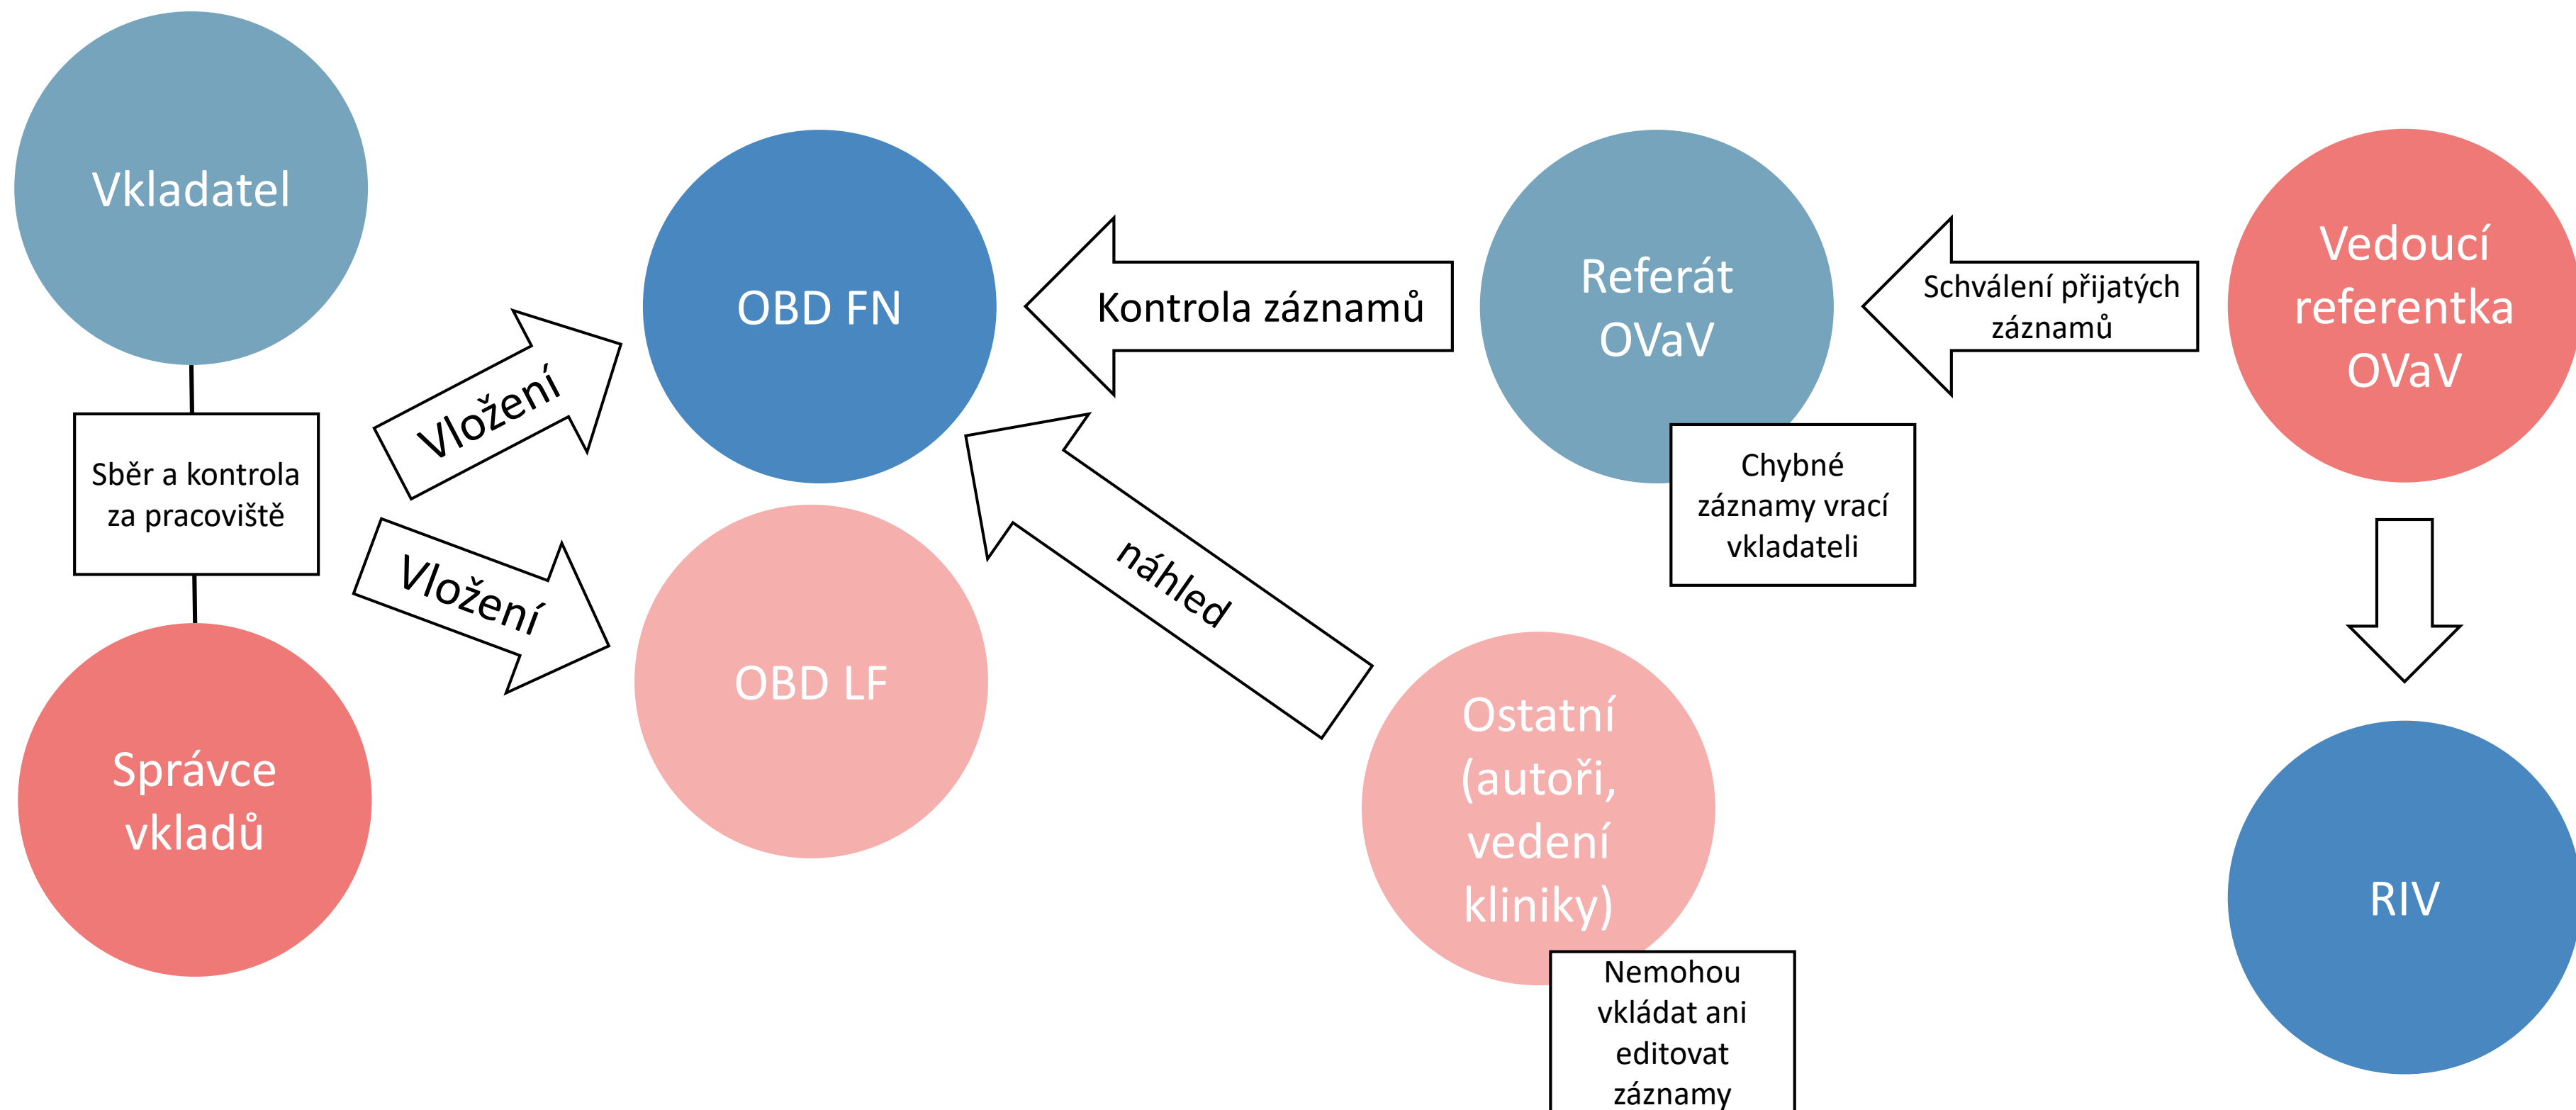 Vkladatel
Sběr a kontrola
za pracoviště
Správce
vkladů
Vložení
Vložení
OBD FN
OBD LF
Kontrola záznamů
náhled
Referát
OVaV
Chybné
záznamy vrací
vkladateli
Ostatní
(autoři,
vedení
kliniky)
Nemohou
vkládat ani
editovat
záznamy
Schválení přijatých
záznamů
Vedoucí
referentka
OVaV
RIV